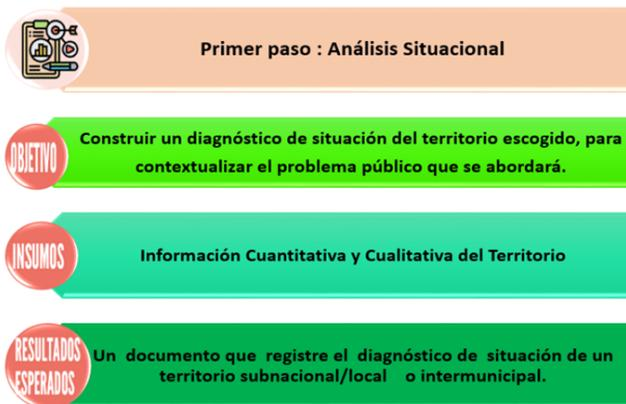 Primer paso : Análisis Situacional
OBJETIVO
Construir un diagnóstico de situación del territorio escogido, para
contextualizar el problema público que se abordará.
INSUMOS
Información Cuantitativa y Cualitativa del Territorio
RESULTADOS
ESPERADOS
Un documento que registre el diagnóstico de situación de un
territorio subnacional/local o intermunicipal.